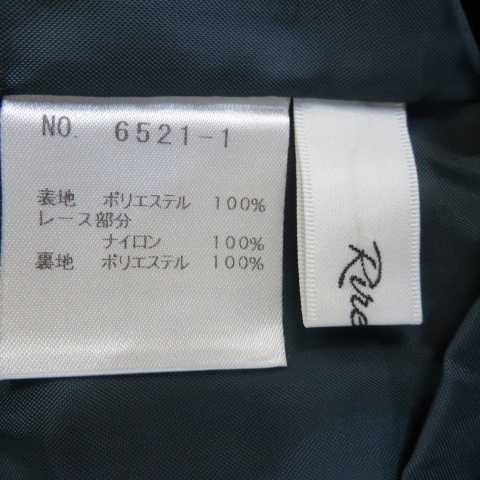 NO. 6521-1
表地 ポリエステル 100%
レース部分
ナイロン 100%
裏地 ポリエステル 100%
Rire